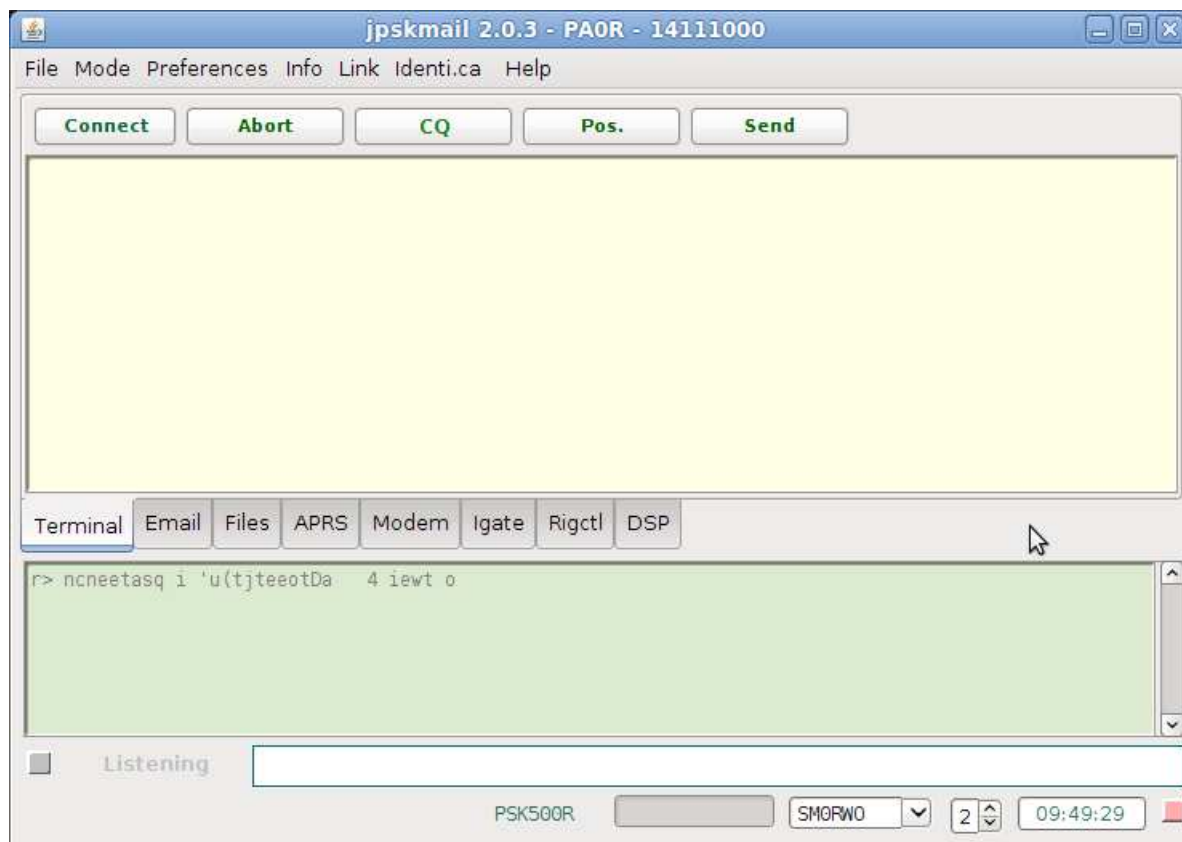 jpskmail 2.0.3 - PA0R - 14111000
File Mode Preferences Info Link Identi.ca Help
Connect Abort CQ Pos. Send
Terminal Email Files APRS Modem Igate Rigctl DSP
r> ncneetasq i 'u(tjteeotDa   4 iewt o
Listening
PSK500R SM0RWO 2 09:49:29